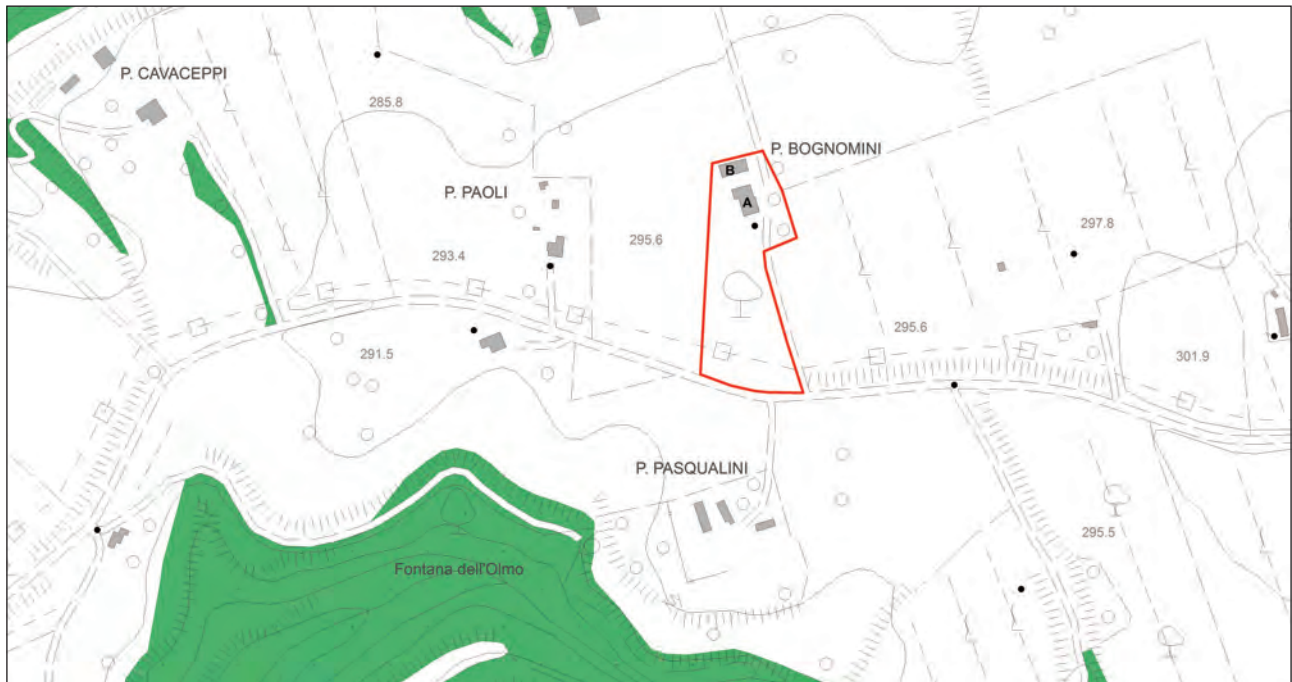 P. CAVACEPPI
285.8
P. BOGNOMINI
B
P. PAOLI
A
297.8
295.6
293.4
295.6
291.5
301.9
P. PASQUALINI
295.5
Fontana dell'Olmo